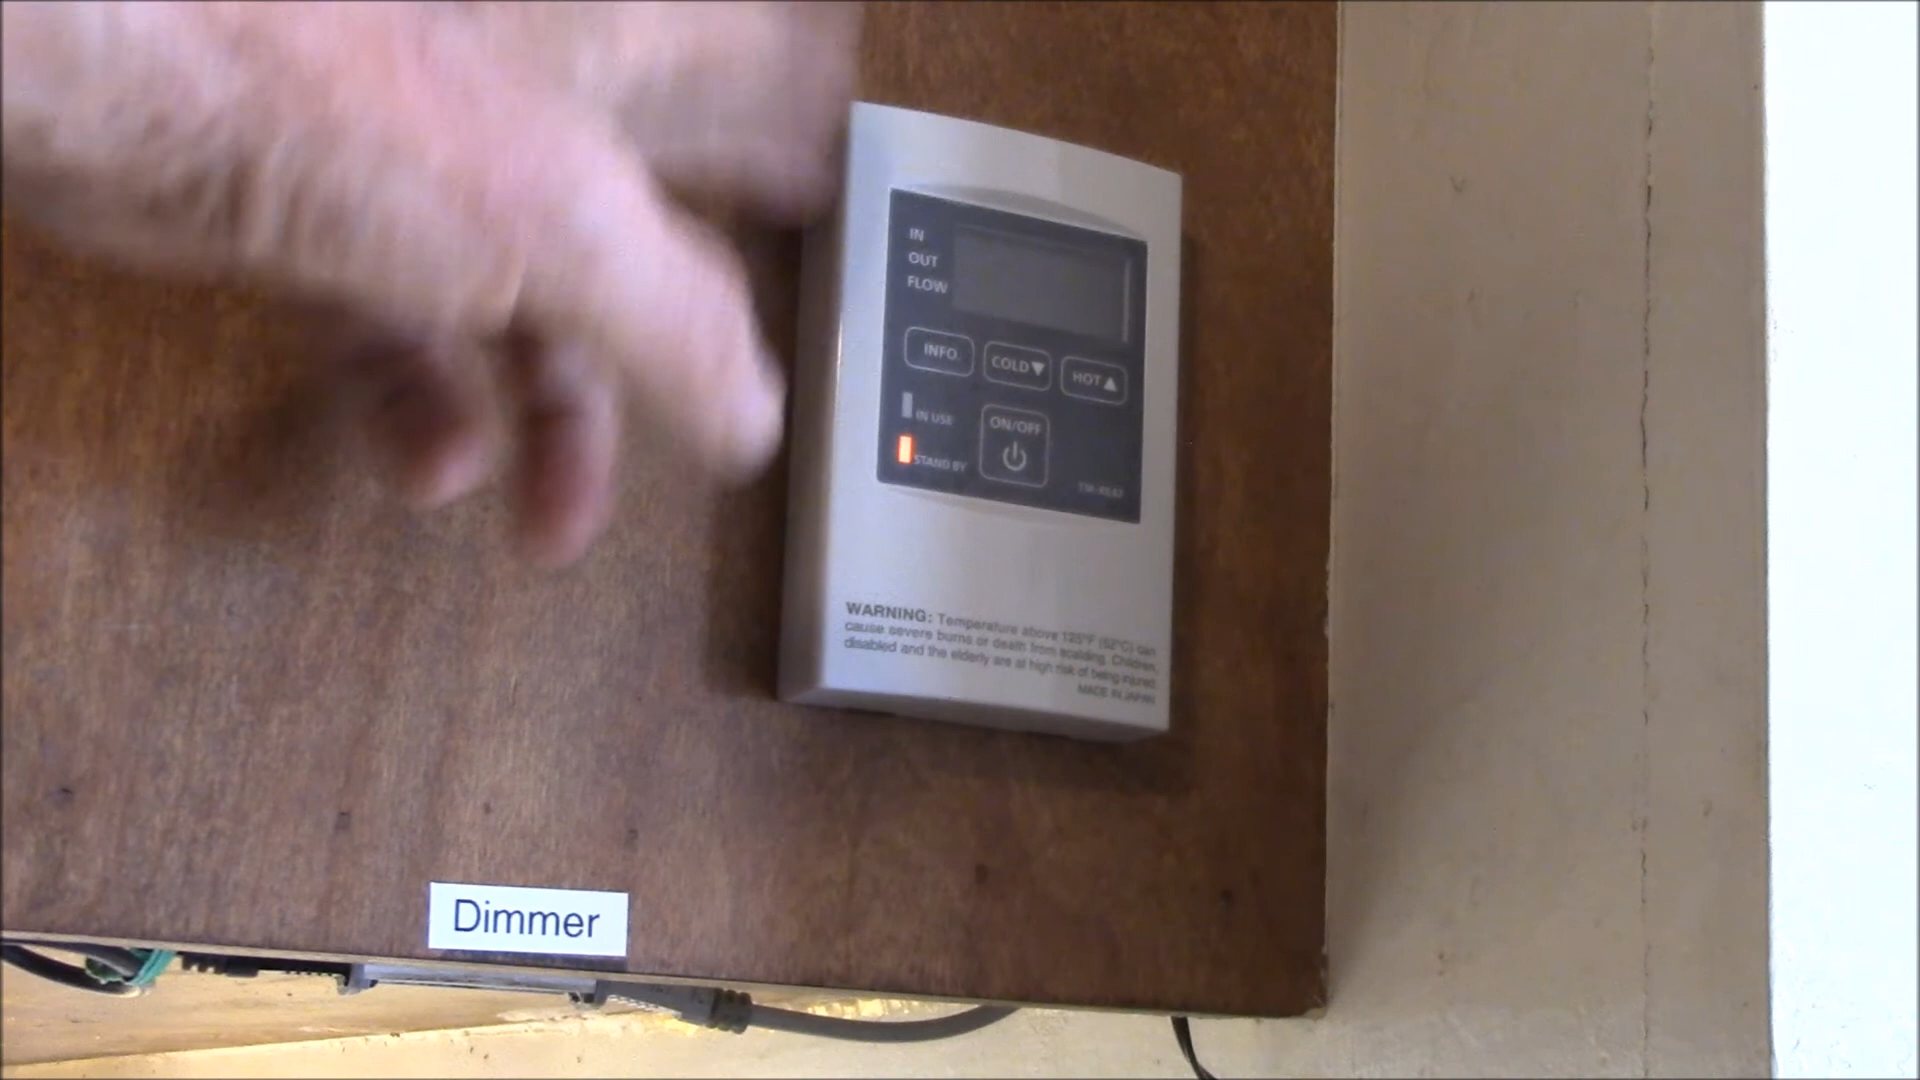 IN
OUT
FLOW
INFO.
COLD▼
HOT▲
IN USE
ON/OFF
STAND BY
WARNING: Temperature above 125°F (52°C) can
cause severe burns or death from scalding. Children,
disabled and the elderly are at high risk of being injured.
MADE IN JAPAN
Dimmer